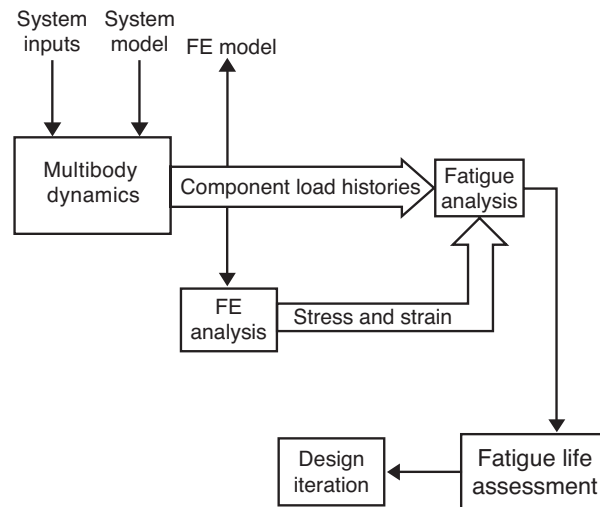 System
inputs
System
model
FE model
Multibody
dynamics
Component load histories
Fatigue
analysis
FE
analysis
Stress and strain
Design
iteration
Fatigue life
assessment